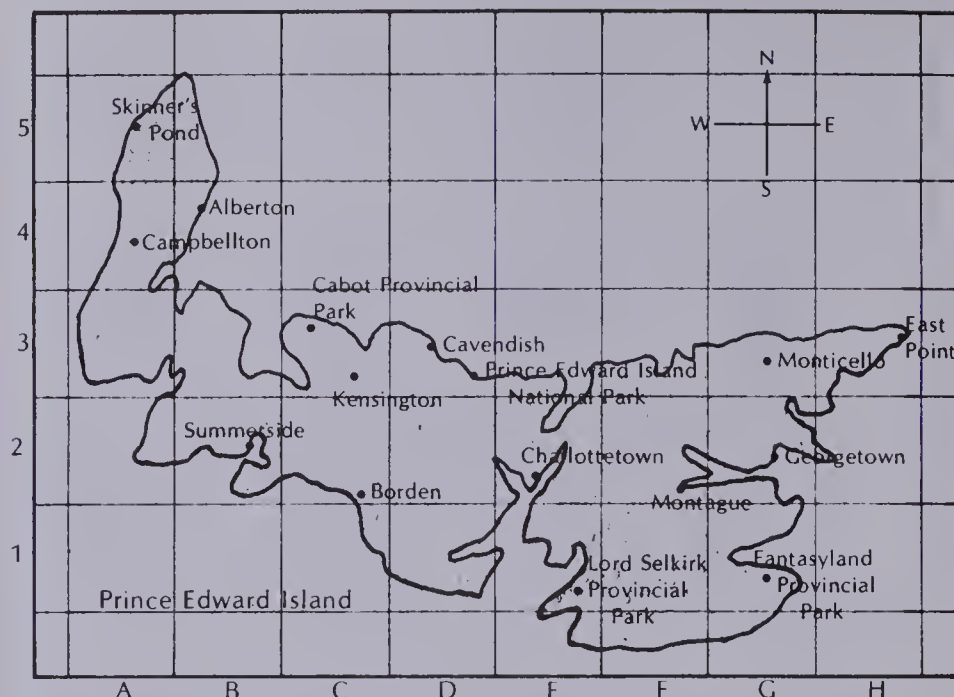 N
W E
S
5
4
3
2
1
Skinner's
Pond
Alberton
Campbellton
Cabot Provincial
Park
Cavendish
East
Point
Monticello
Prince Edward Island
National Park
Kensington
Summerside
Charlottetown
Georgetown
Borden
Montague
Lord Selkirk
Provincial
Park
Fantasyland
Provincial
Park
Prince Edward Island
A B C D E F G H